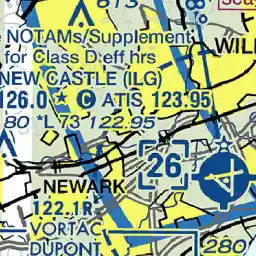 NOTAMs/Supplement
for Class D eff hrs
NEW CASTLE (ILG)
WIL
126.0 C ATIS 123.95
80 *L 73 122.95
26
NEWARK
122.1R
VORTAC
DUPONT
280